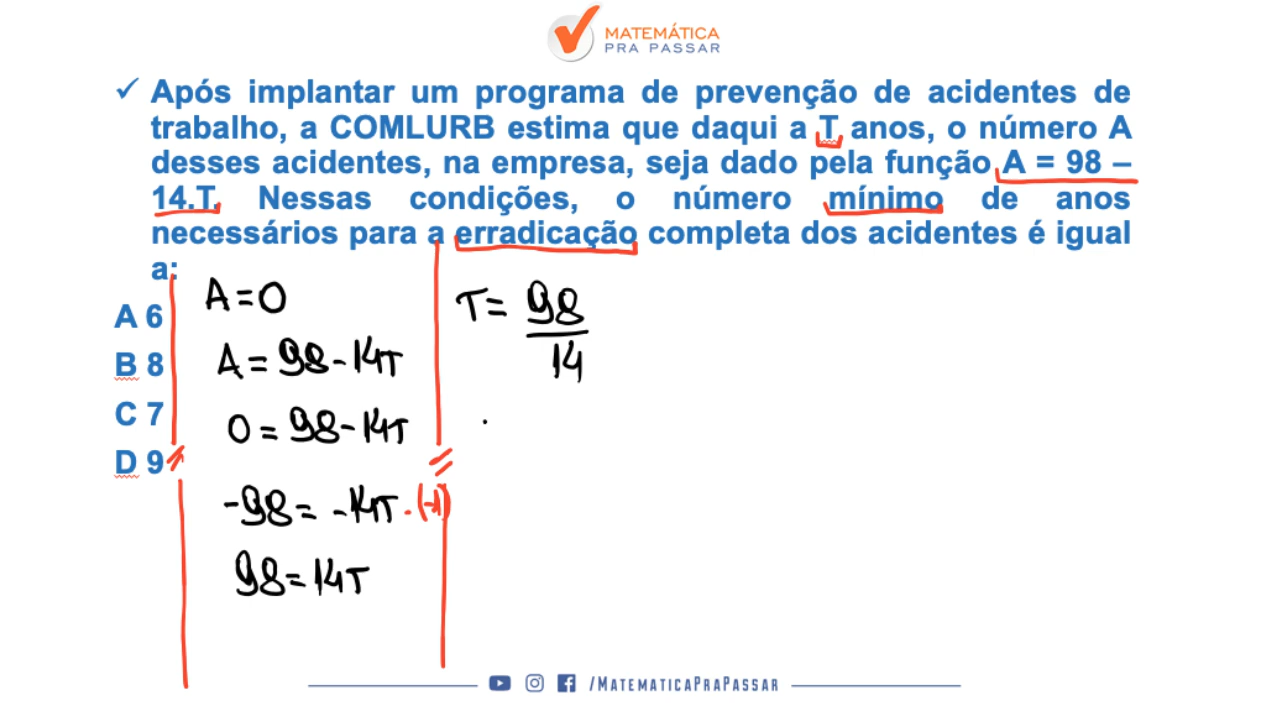 MATEMÁTICA
PRA PASSAR
✓ Após implantar um programa de prevenção de acidentes de
trabalho, a COMLURB estima que daqui a T anos, o número A
desses acidentes, na empresa, seja dado pela função A = 98 –
14.T. Nessas condições, o número mínimo de anos
necessários para a erradicação completa dos acidentes é igual
a:
A 6
B 8
C 7
D 9
A=0
A = 98-14T
0 = 98-14T
-98 = -14T .(-1)
98 = 14T
T = 98
14
/MATEMATICAPRAPASSAR